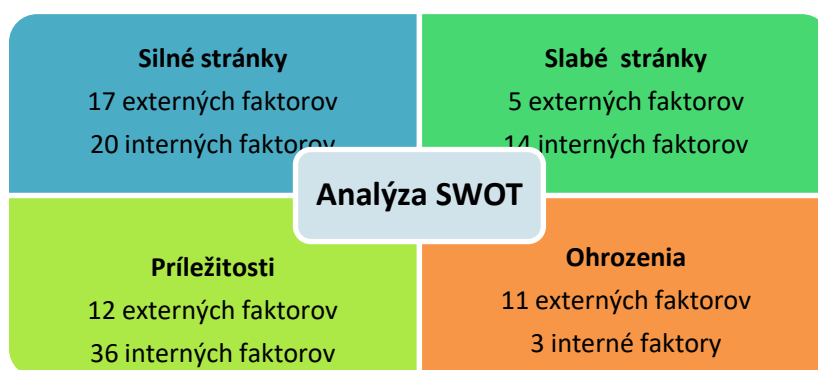 Silné stránky
17 externých faktorov
20 interných faktorov
Slabé stránky
5 externých faktorov
14 interných faktorov
Analýza SWOT
Príležitosti
12 externých faktorov
36 interných faktorov
Ohrozenia
11 externých faktorov
3 interné faktory